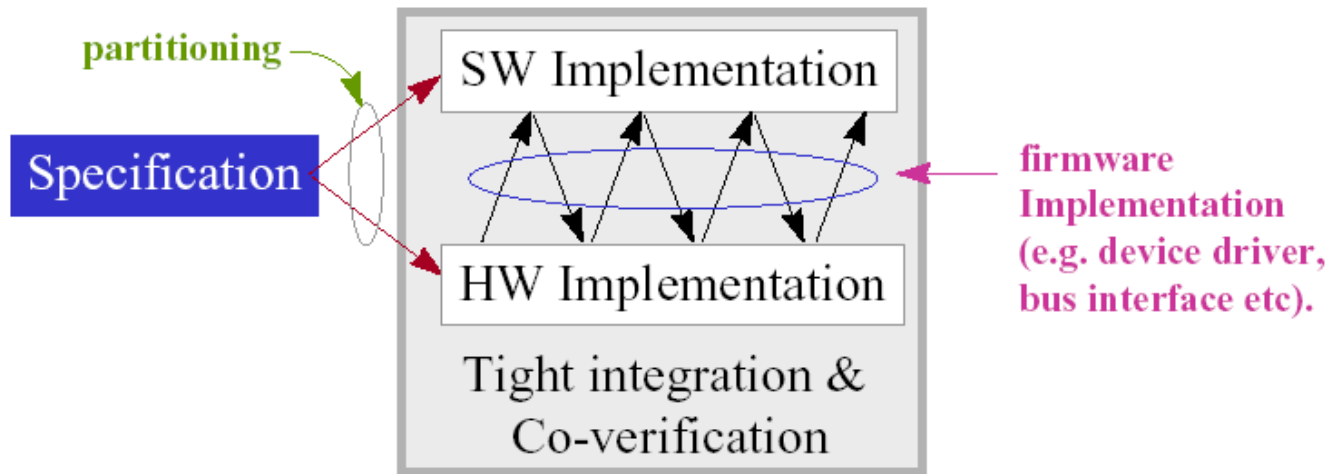 partitioning
Specification
SW Implementation
HW Implementation
Tight integration &
Co-verification
firmware
Implementation
(e.g. device driver,
bus interface etc).